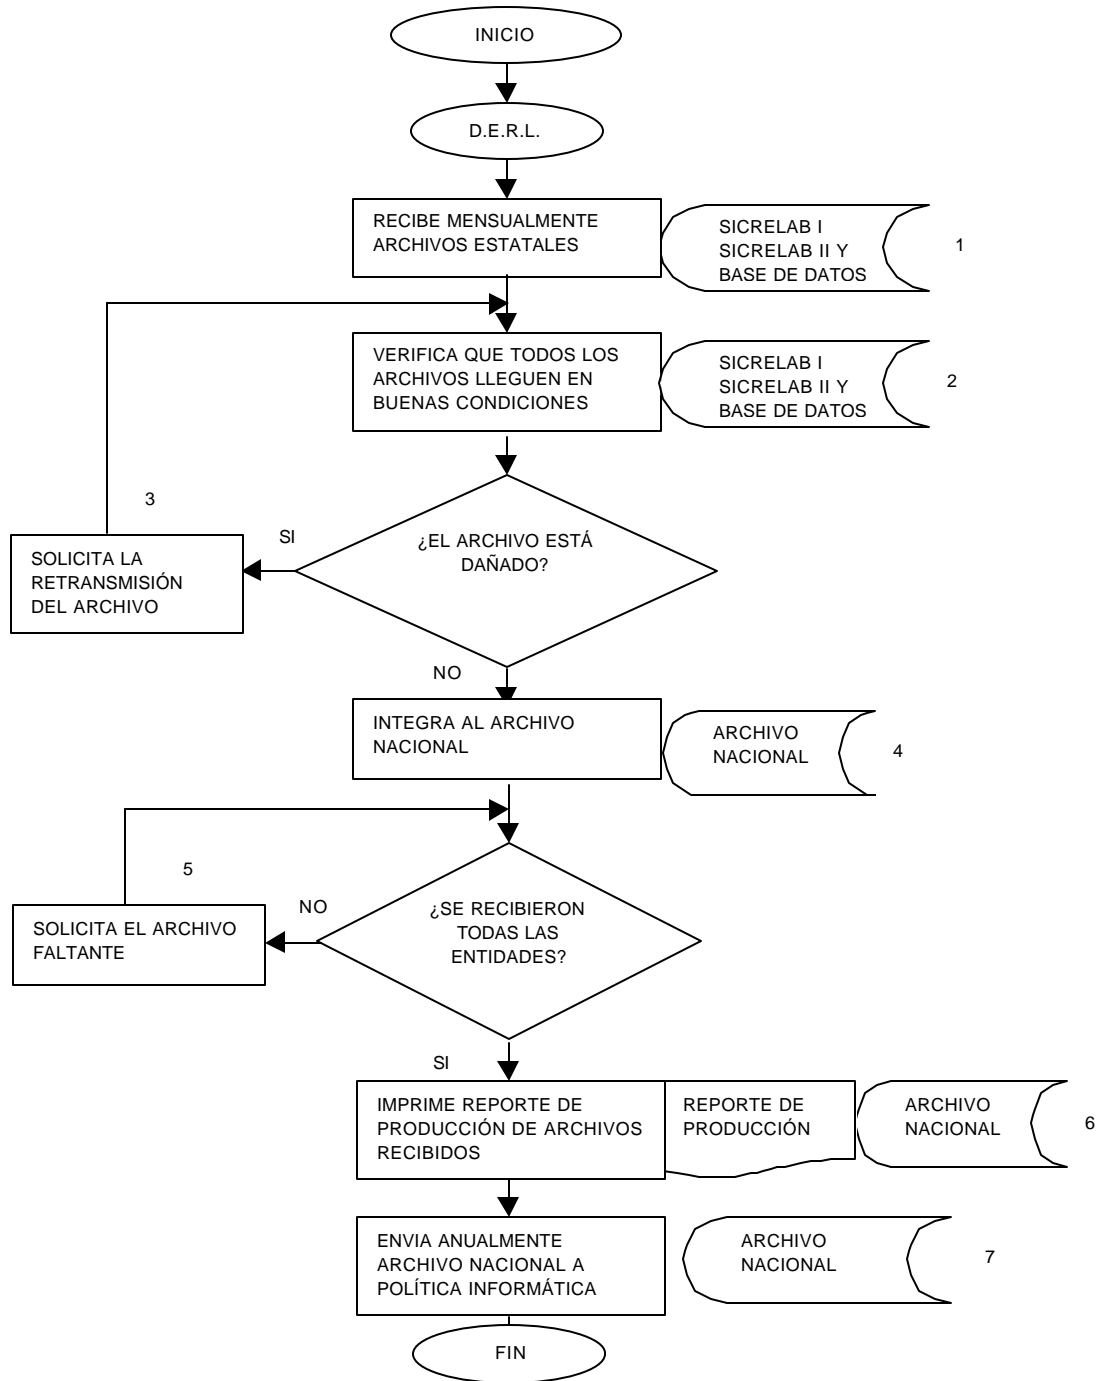 INICIO
D.E.R.L.
RECIBE MENSUALMENTE
ARCHIVOS ESTATALES
SICRELAB I
SICRELAB II Y
BASE DE DATOS
1
VERIFICA QUE TODOS LOS
ARCHIVOS LLEGUEN EN
BUENAS CONDICIONES
SICRELAB I
SICRELAB II Y
BASE DE DATOS
2
3
SI
¿EL ARCHIVO ESTÁ
DAÑADO?
SOLICITA LA
RETRANSMISIÓN
DEL ARCHIVO
NO
INTEGRA AL ARCHIVO
NACIONAL
ARCHIVO
NACIONAL
4
5
NO
¿SE RECIBIERON
TODAS LAS
ENTIDADES?
SOLICITA EL ARCHIVO
FALTANTE
SI
IMPRIME REPORTE DE
PRODUCCIÓN DE ARCHIVOS
RECIBIDOS
REPORTE DE
PRODUCCIÓN
ARCHIVO
NACIONAL
6
ENVIA ANUALMENTE
ARCHIVO NACIONAL A
POLÍTICA INFORMÁTICA
ARCHIVO
NACIONAL
7
FIN